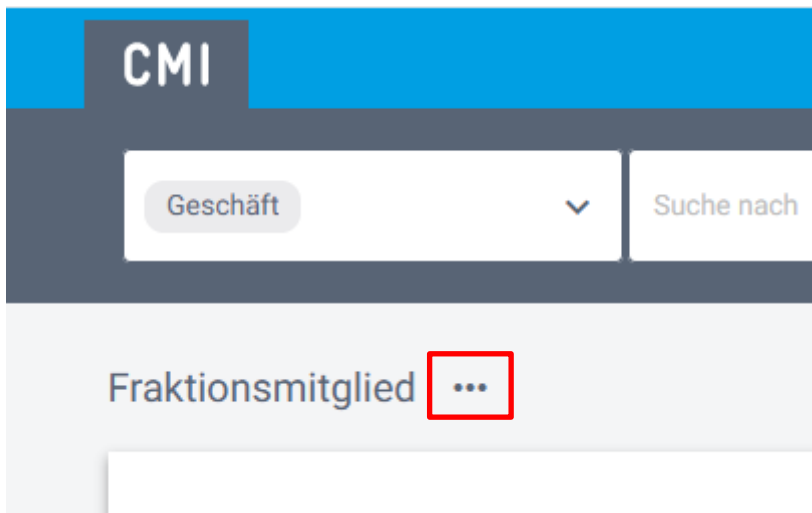 CMI
Geschäft Suche nach
Fraktionsmitglied •••